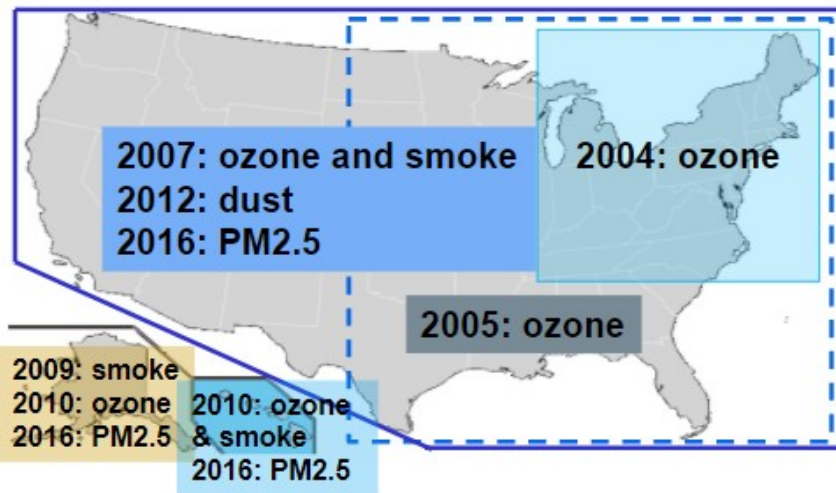 2007: ozone and smoke
2012: dust
2016: PM2.5
2004: ozone
2005: ozone
2009: smoke
2010: ozone
2016: PM2.5
2010: ozone
& smoke
2016: PM2.5